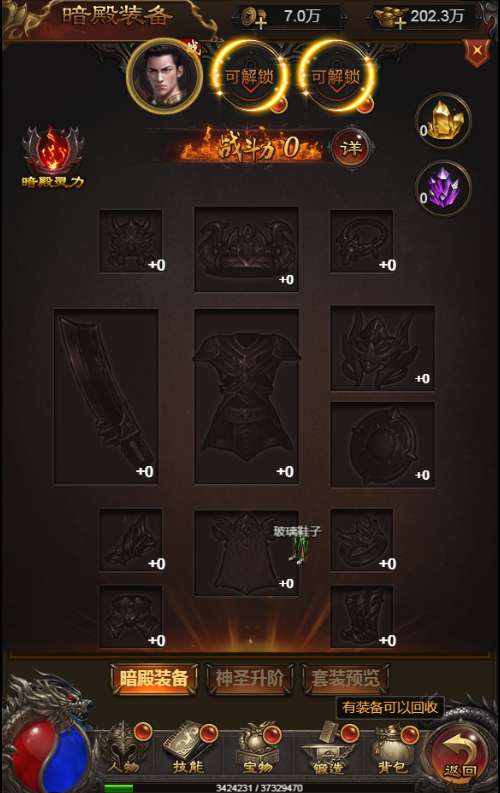 暗殿装备
7.0万
202.3万
战
可解锁
可解锁
0
战斗力 0
详
暗殿灵力
0
+0
+0
+0
+0
+0
+0
+0
+0
玻璃鞋子
+0
+0
+0
+0
暗殿装备
神圣升阶
套装预览
有装备可以回收
人物
技能
宝物
锻造
背包
返回
3424231 / 37329470